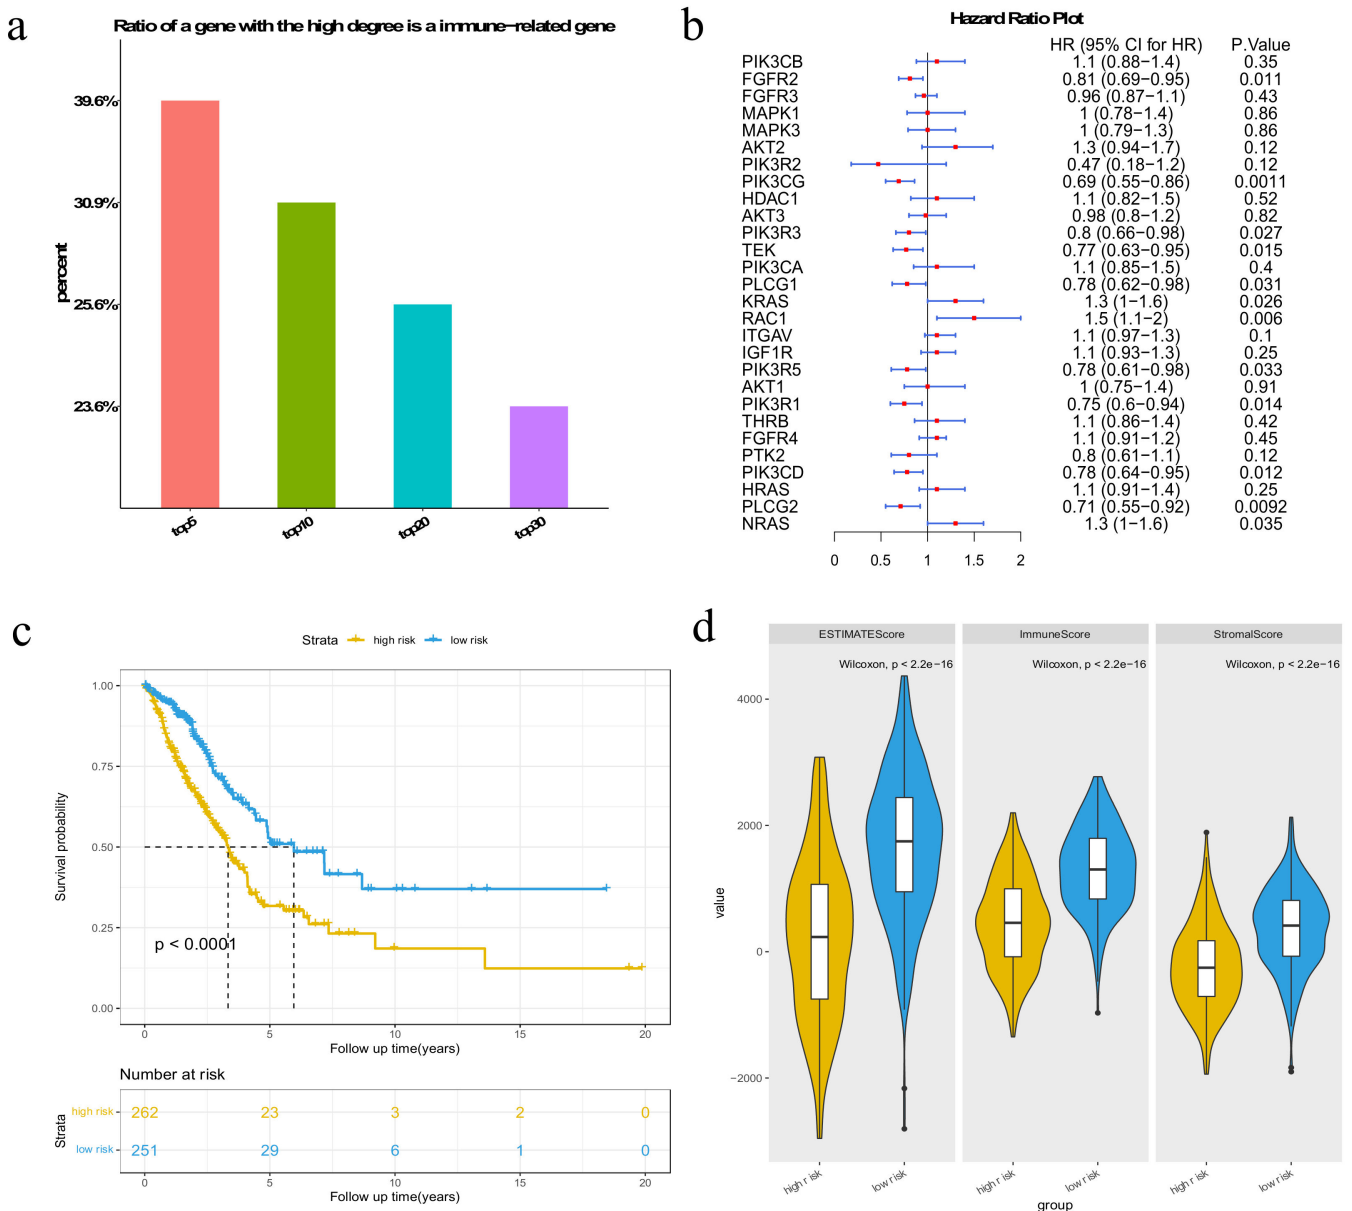 a
Ratio of a gene with the high degree is a immune−related gene
percent
39.6%
30.9%
25.6%
23.6%
top5
top10
top20
top30
b
Hazard Ratio Plot
HR (95% CI for HR) P.Value
PIK3CB 1.1 (0.88−1.4) 0.35
FGFR2 0.81 (0.69−0.95) 0.011
FGFR3 0.96 (0.87−1.1) 0.43
MAPK1 1 (0.78−1.4) 0.86
MAPK3 1 (0.79−1.3) 0.86
AKT2 1.3 (0.94−1.7) 0.12
PIK3R2 0.47 (0.18−1.2) 0.12
PIK3CG 0.69 (0.55−0.86) 0.0011
HDAC1 1.1 (0.82−1.5) 0.52
AKT3 0.98 (0.8−1.2) 0.82
PIK3R3 0.8 (0.66−0.98) 0.027
TEK 0.77 (0.63−0.95) 0.015
PIK3CA 1.1 (0.85−1.5) 0.4
PLCG1 0.78 (0.62−0.98) 0.031
KRAS 1.3 (1−1.6) 0.026
RAC1 1.5 (1.1−2) 0.006
ITGAV 1.1 (0.97−1.3) 0.1
IGF1R 1.1 (0.93−1.3) 0.25
PIK3R5 0.78 (0.61−0.98) 0.033
AKT1 1 (0.75−1.4) 0.91
PIK3R1 0.75 (0.6−0.94) 0.014
THRB 1.1 (0.86−1.4) 0.42
FGFR4 1.1 (0.91−1.2) 0.45
PTK2 0.8 (0.61−1.1) 0.12
PIK3CD 0.78 (0.64−0.95) 0.012
HRAS 1.1 (0.91−1.4) 0.25
PLCG2 0.71 (0.55−0.92) 0.0092
NRAS 1.3 (1−1.6) 0.035
0 0.5 1 1.5 2
c
Strata high risk low risk
Survival probability
1.00
0.75
0.50
0.25
0.00
p < 0.0001
0 5 10 15 20
Follow up time(years)
Number at risk
Strata
high risk 262 23 3 2 0
low risk 251 29 6 1 0
0 5 10 15 20
Follow up time(years)
d
ESTIMATEScore ImmuneScore StromalScore
Wilcoxon, p < 2.2e−16 Wilcoxon, p < 2.2e−16 Wilcoxon, p < 2.2e−16
value
4000
2000
0
−2000
high risk low risk high risk low risk high risk low risk
group